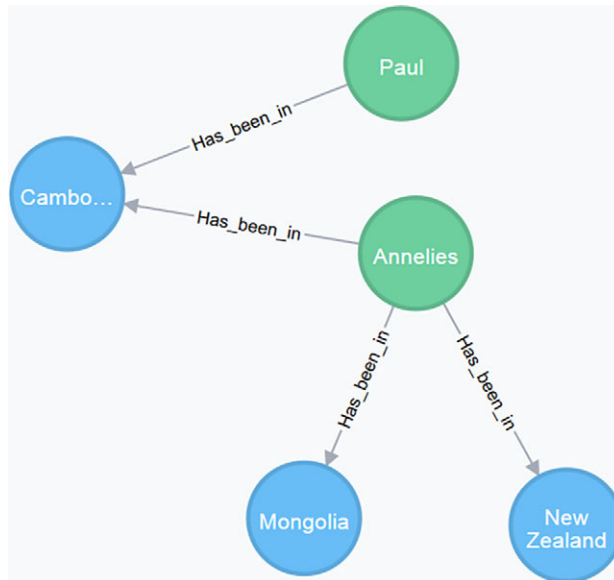 Paul
Has_been_in
Cambo...
Has_been_in
Annelies
Has_been_in
Has_been_in
Mongolia
New
Zealand